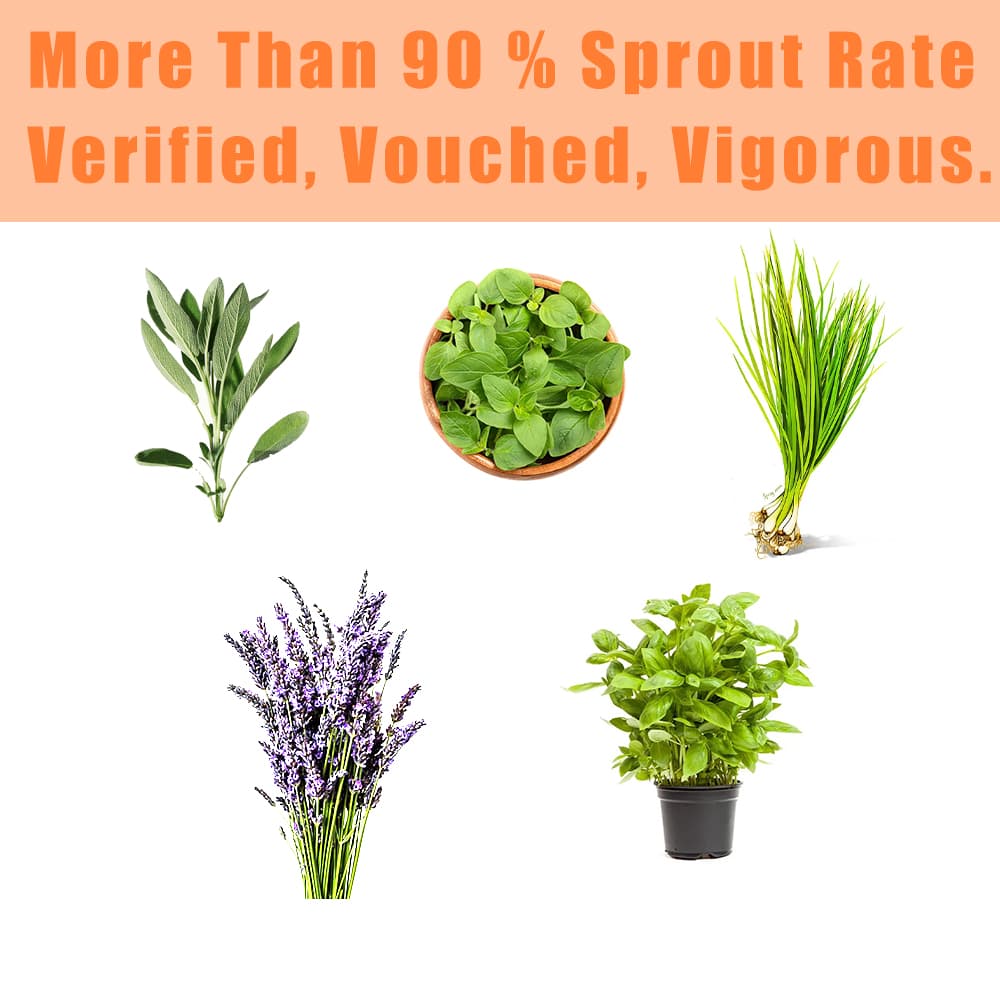 More Than 90 % Sprout Rate
Verified, Vouched, Vigorous.